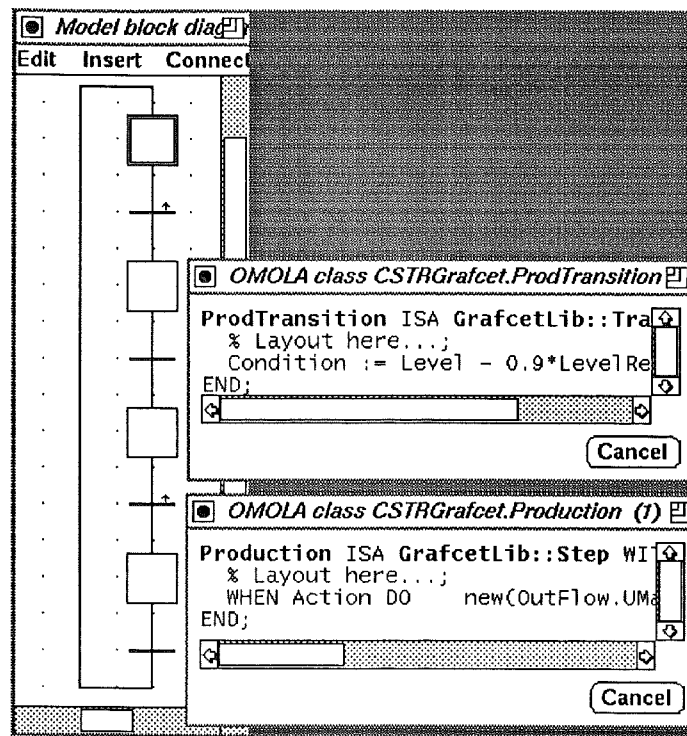 Model block diag
Edit Insert Connect
OMOLA class CSTRGrafcet.ProdTransition
ProdTransition ISA GrafcetLib::Tra
% Layout here...;
Condition := Level - 0.9*LevelRe
END;
Cancel
OMOLA class CSTRGrafcet.Production (1)
Production ISA GrafcetLib::Step WIT
% Layout here...;
WHEN Action DO new(OutFlow.UMa
END;
Cancel